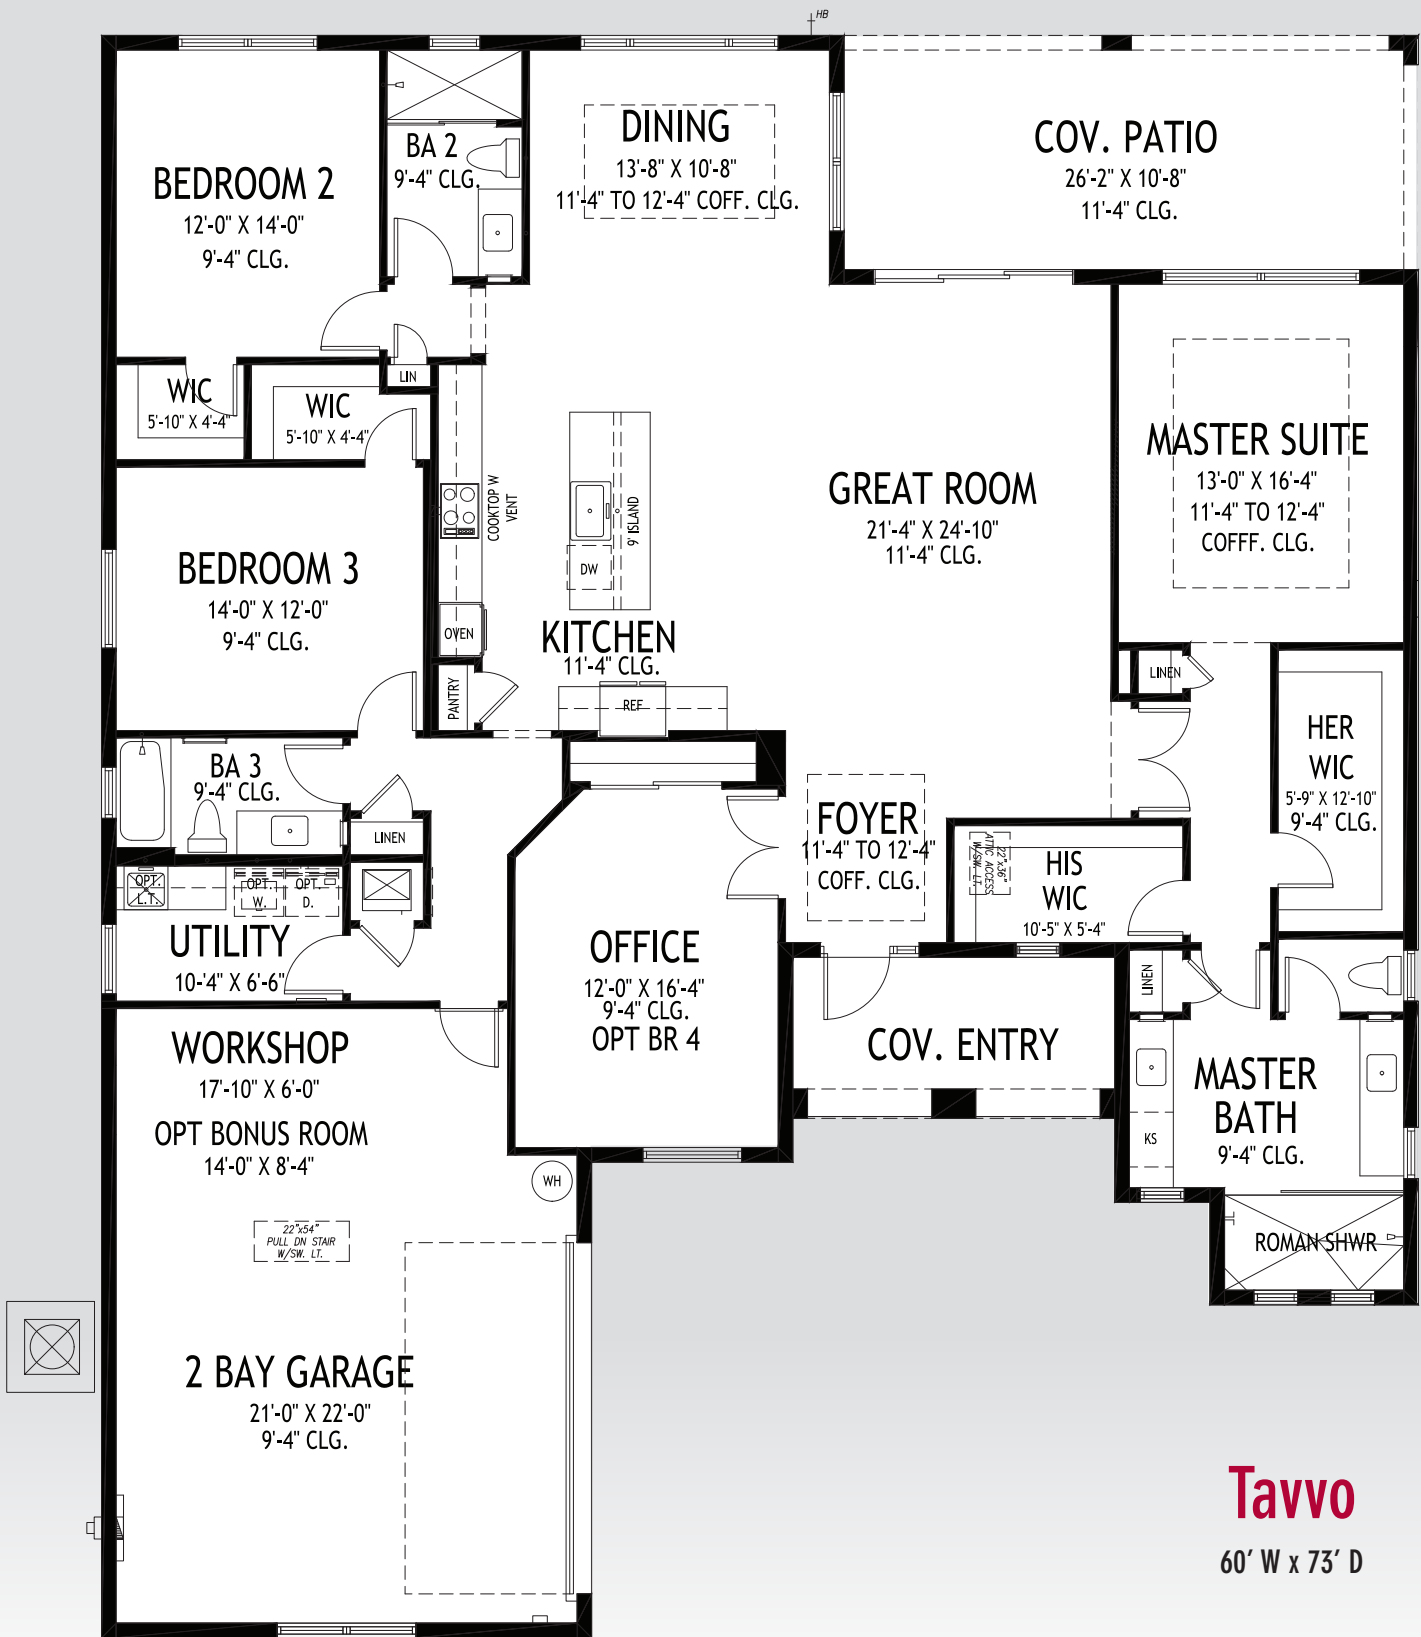 HB
BEDROOM 2
12'-0" X 14'-0"
9'-4" CLG.
BA 2
9'-4" CLG.
DINING
13'-8" X 10'-8"
11'-4" TO 12'-4" COFF. CLG.
COV. PATIO
26'-2" X 10'-8"
11'-4" CLG.
WIC
5'-10" X 4'-4"
WIC
5'-10" X 4'-4"
LIN
COOKTOP W
VENT
9' ISLAND
DW
OVEN
KITCHEN
11'-4" CLG.
PANTRY
REF
GREAT ROOM
21'-4" X 24'-10"
11'-4" CLG.
MASTER SUITE
13'-0" X 16'-4"
11'-4" TO 12'-4"
COFFF. CLG.
BEDROOM 3
14'-0" X 12'-0"
9'-4" CLG.
LINEN
HER
WIC
5'-9" X 12'-10"
9'-4" CLG.
BA 3
9'-4" CLG.
LINEN
FOYER
11'-4" TO 12'-4"
COFF. CLG.
22"x36"
ATTIC ACCESS
W/SW. LT.
HIS
WIC
10'-5" X 5'-4"
OPT.
L.T.
OPT.
W.
OPT.
D.
UTILITY
10-'4" X 6'-6"
OFFICE
12'-0" X 16'-4"
9'-4" CLG.
OPT BR 4
COV. ENTRY
LINEN
MASTER
BATH
9'-4" CLG.
KS
ROMAN SHWR
WORKSHOP
17'-10" X 6'-0"
OPT BONUS ROOM
14'-0" X 8'-4"
WH
22"x54"
PULL DN STAIR
W/SW. LT.
2 BAY GARAGE
21'-0" X 22'-0"
9'-4" CLG.
Tavvo
60' W x 73' D